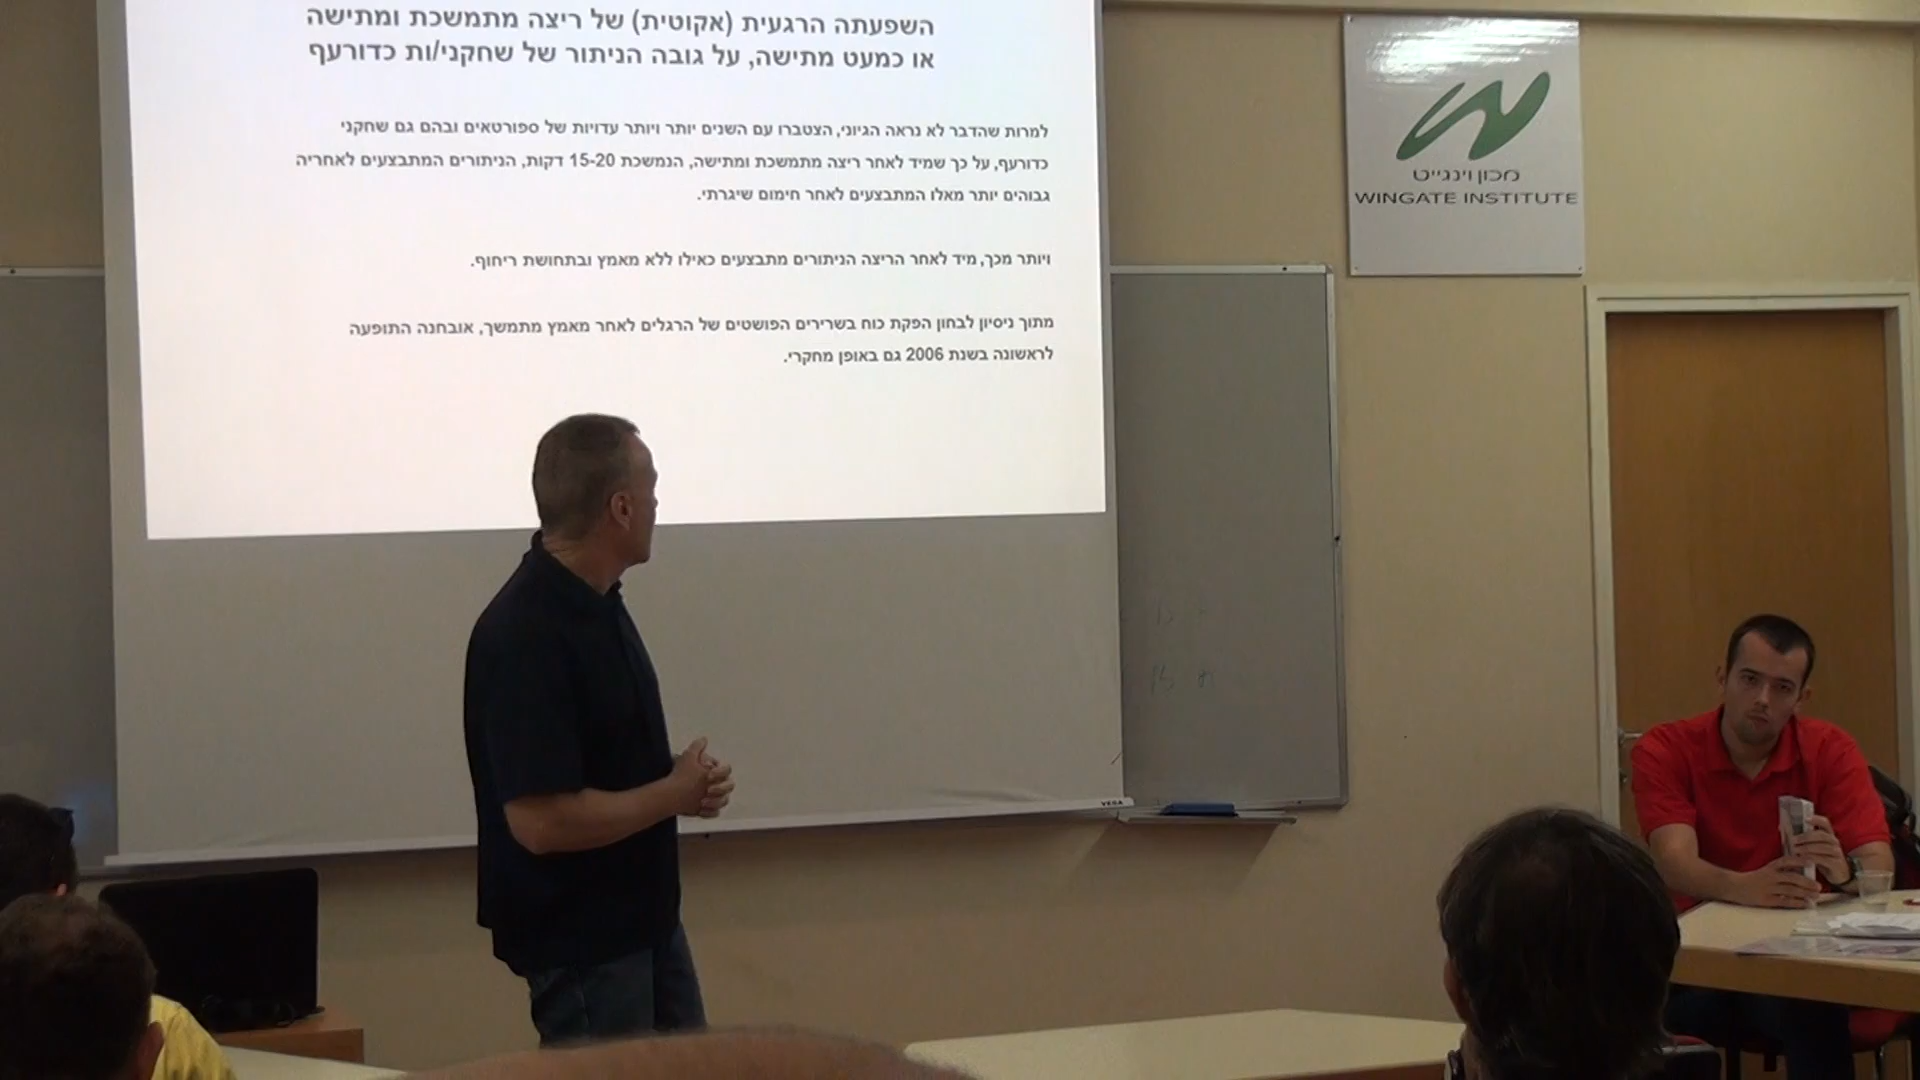 השפעתה הרגעית (אקוטית) של ריצה מתמשכת ומתישה
או כמעט מתישה, על גובה הניתור של שחקני/ות כדורעף
למרות שהדבר לא נראה הגיוני, הצטברו עם השנים יותר ויותר עדויות של ספורטאים ובהם גם שחקני
כדורעף, על כך שמיד לאחר ריצה מתמשכת ומתישה, הנמשכת 15-20 דקות, הניתורים המתבצעים לאחריה
גבוהים יותר מאלו המתבצעים לאחר חימום שיגרתי.
ויותר מכך, מיד לאחר הריצה הניתורים מתבצעים כאילו ללא מאמץ ובתחושת ריחוף.
מתוך ניסיון לבחון הפקת כוח בשרירים הפושטים של הרגלים לאחר מאמץ מתמשך, אובחנה התופעה
לראשונה בשנת 2006 גם באופן מחקרי.
מכון וינגייט
WINGATE INSTITUTE
VEGA